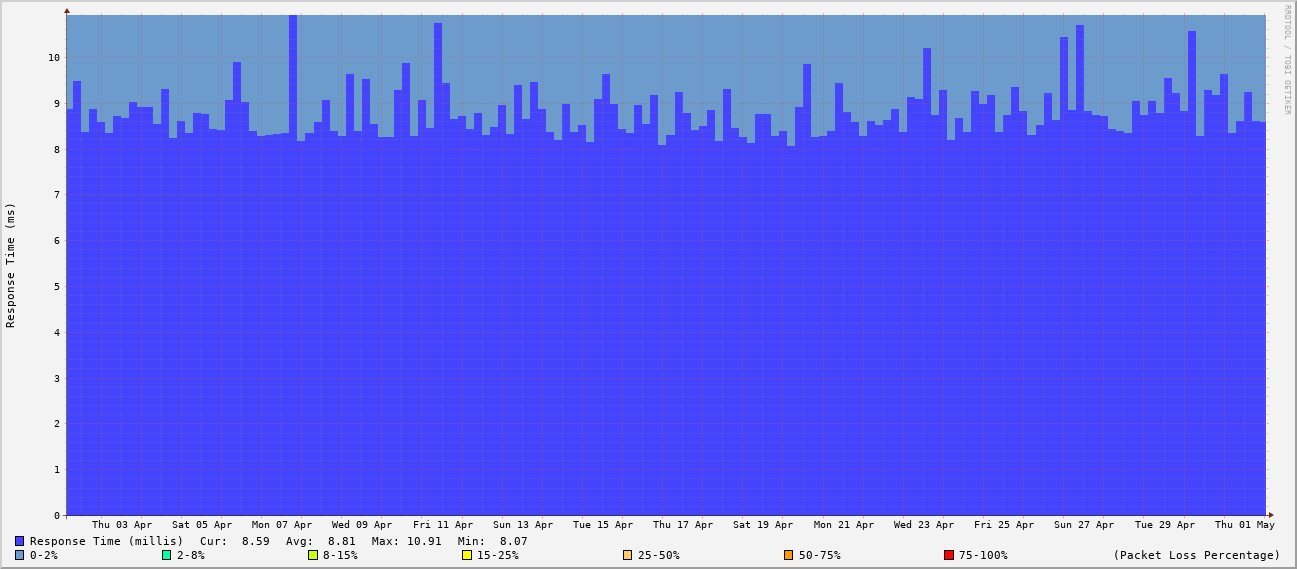 RRDTOOL / TOBI OETIKER
Response Time (ms)
10
9
8
7
6
5
4
3
2
1
0
Thu 03 Apr Sat 05 Apr Mon 07 Apr Wed 09 Apr Fri 11 Apr Sun 13 Apr Tue 15 Apr Thu 17 Apr Sat 19 Apr Mon 21 Apr Wed 23 Apr Fri 25 Apr Sun 27 Apr Tue 29 Apr Thu 01 May
Response Time (millis) Cur: 8.59 Avg: 8.81 Max: 10.91 Min: 8.07
0-2% 2-8% 8-15% 15-25% 25-50% 50-75% 75-100% (Packet Loss Percentage)